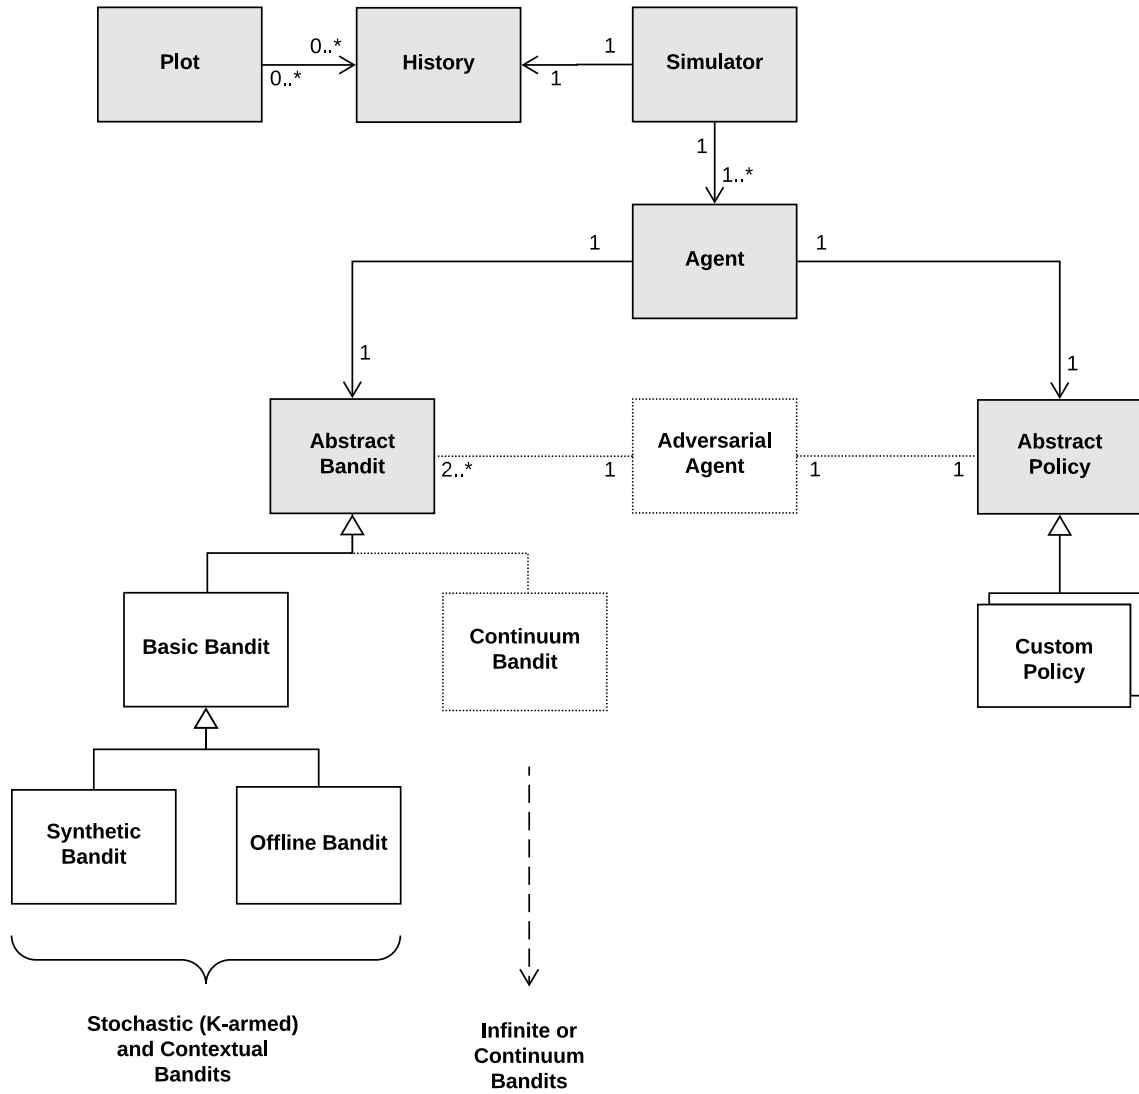 Plot
0..*
0..*
History
1
1
Simulator
1
1..*
Agent
1
1
1
1
Abstract
Bandit
2..*
1
Adversarial
Agent
1
1
Abstract
Policy
Basic Bandit
Continuum
Bandit
Custom
Policy
Synthetic
Bandit
Offline Bandit
Stochastic (K-armed)
and Contextual
Bandits
Infinite or
Continuum
Bandits